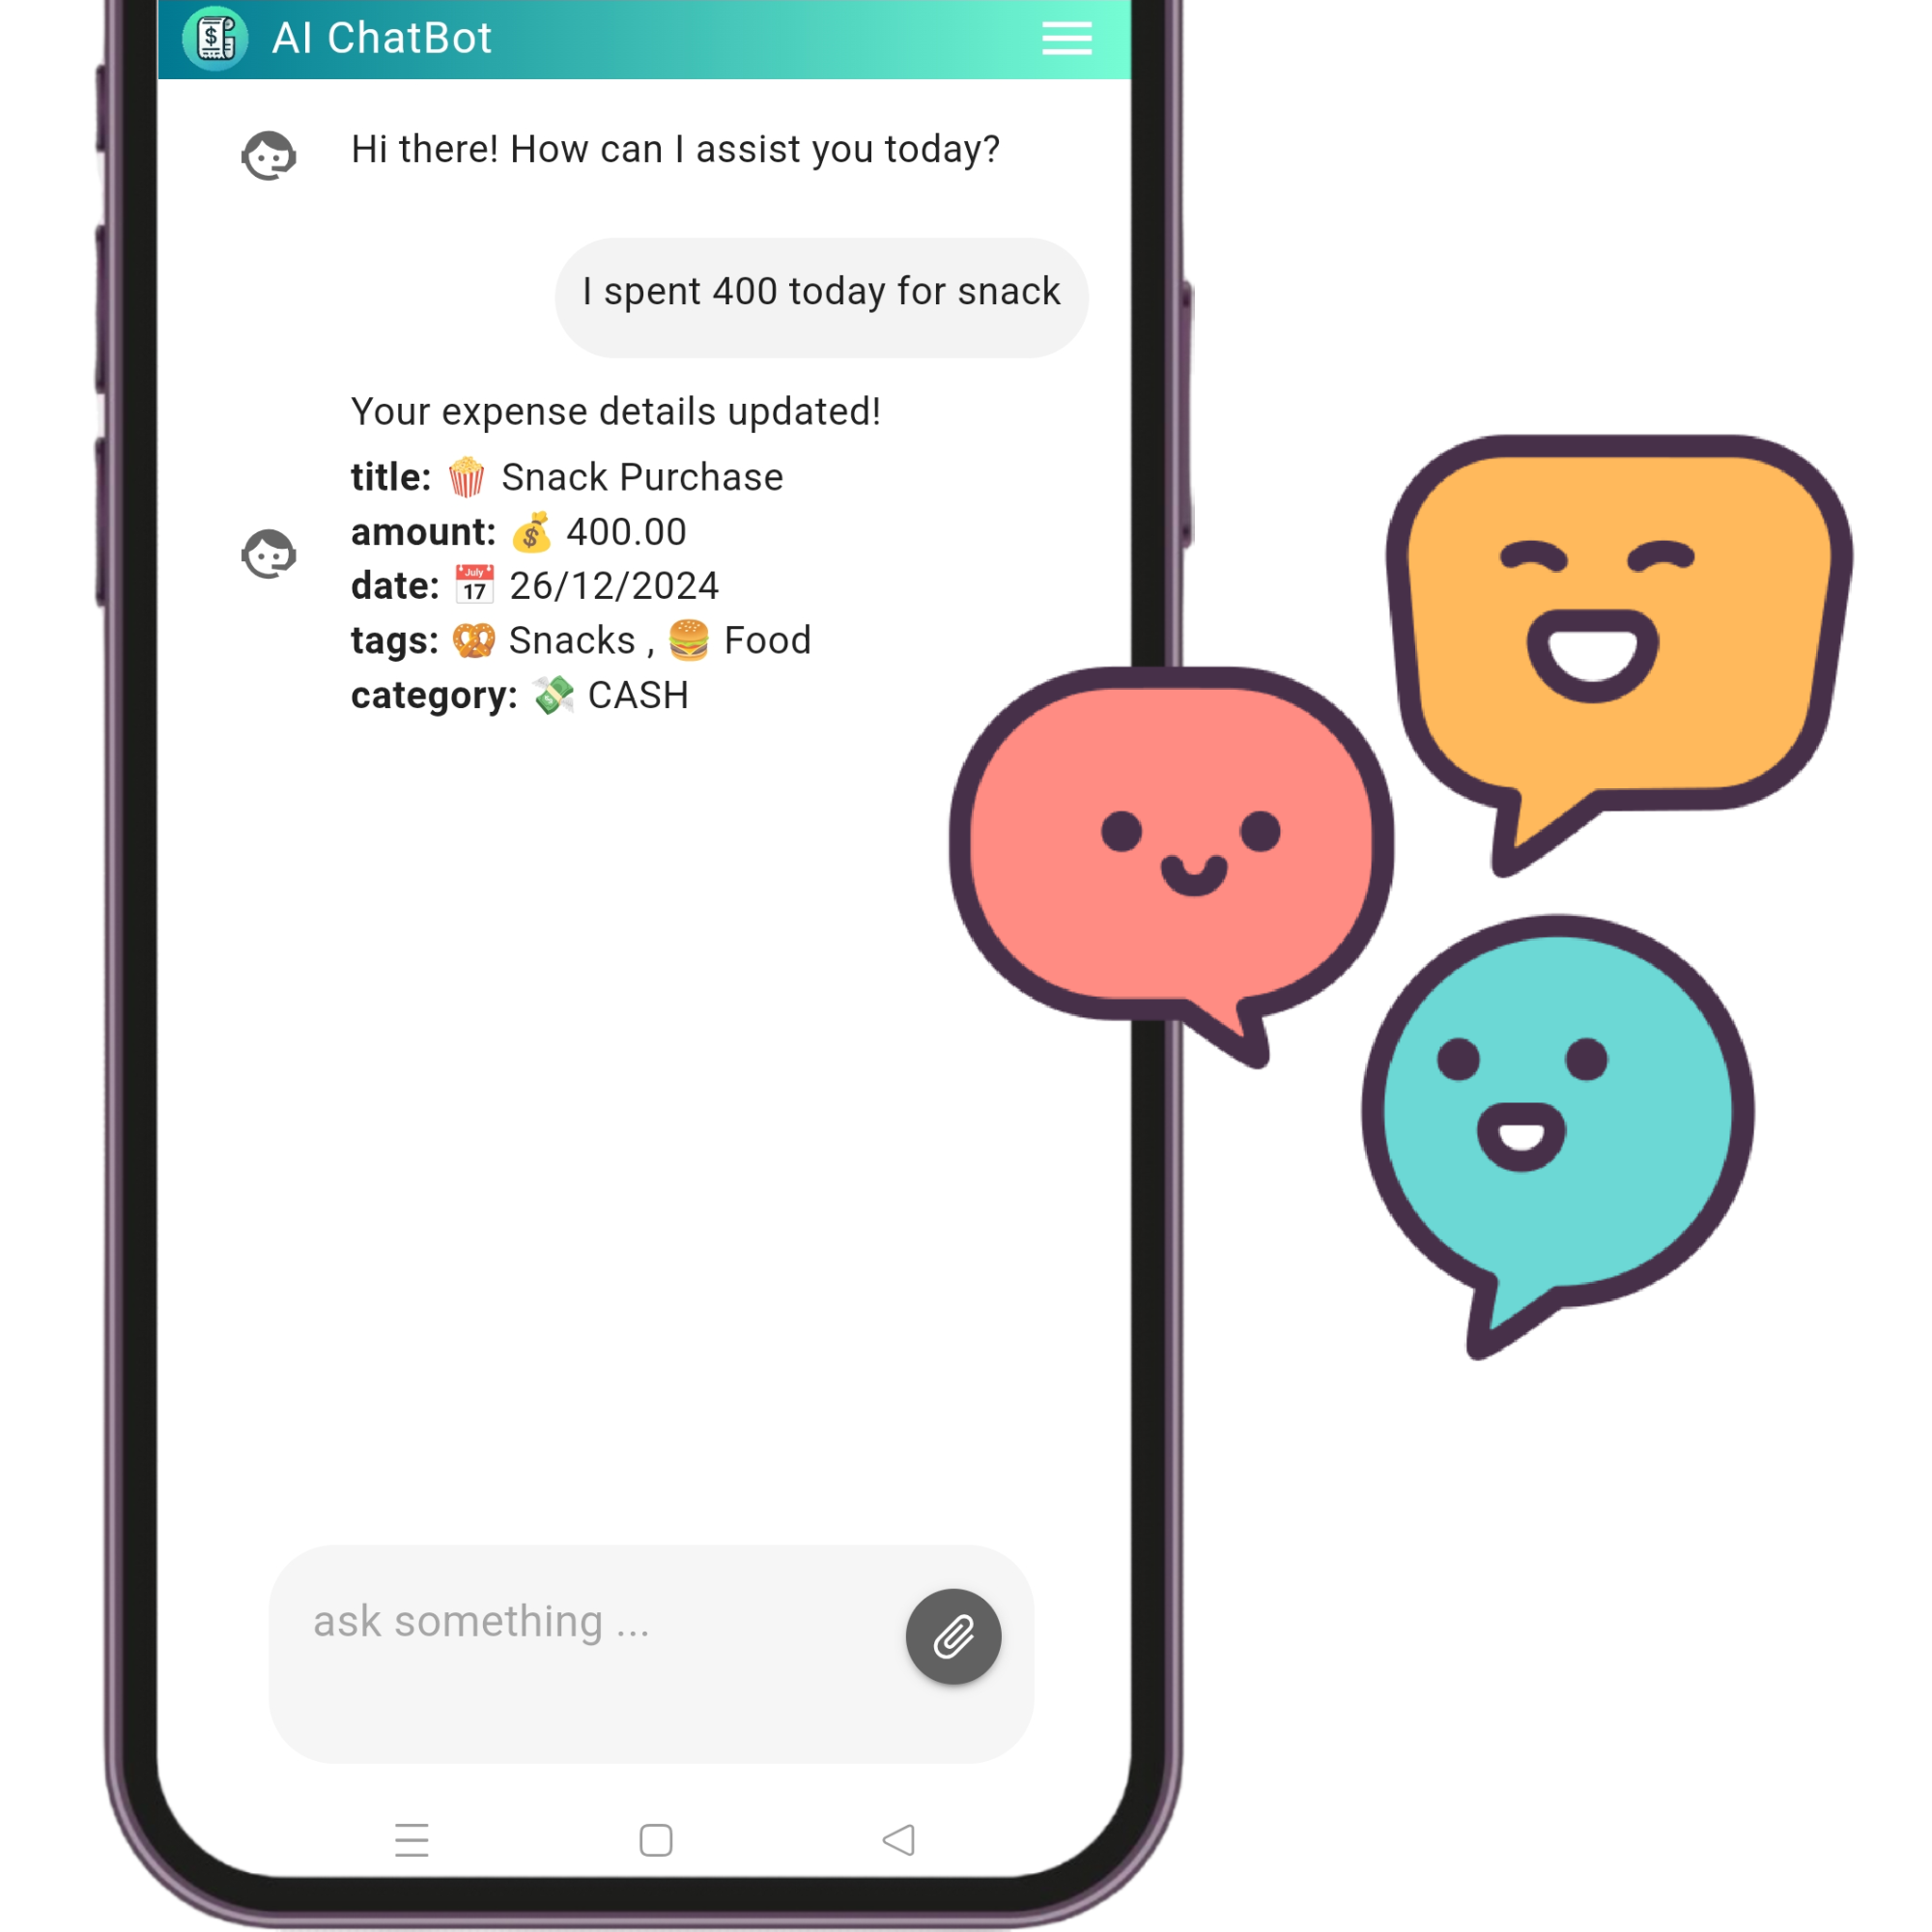 AI ChatBot
Hi there! How can I assist you today?
I spent 400 today for snack
Your expense details updated!
title: 🍿 Snack Purchase
amount: 💰 400.00
date: 📅 26/12/2024
tags: 🥨 Snacks , 🍔 Food
category: 💸 CASH
ask something ...